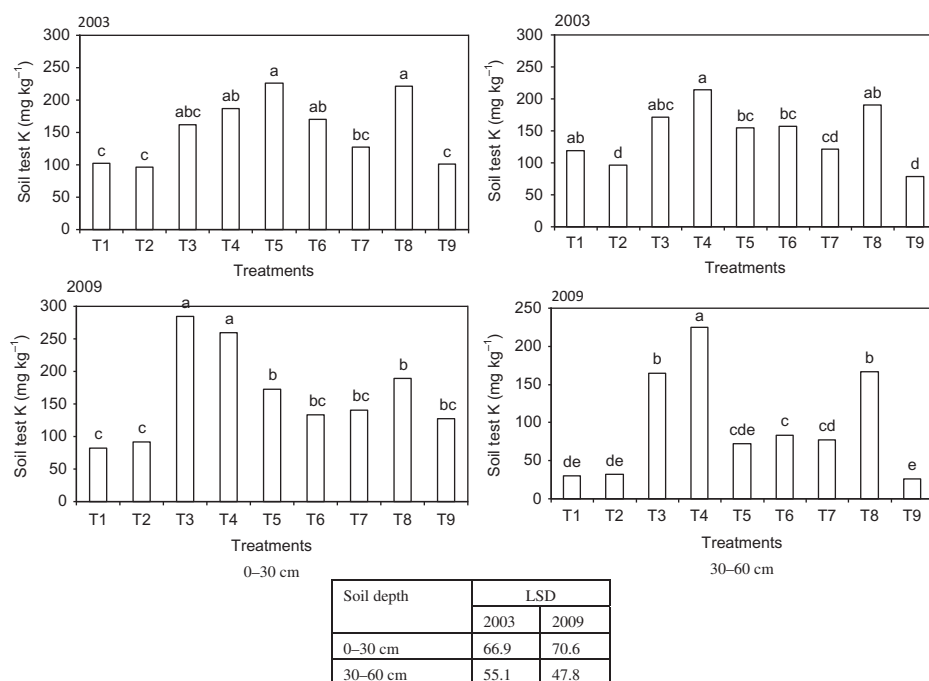 2003
300
250
200
150
100
50
0
Soil test K (mg kg⁻¹)
c c abc ab a ab bc a c
T1 T2 T3 T4 T5 T6 T7 T8 T9
Treatments
2003
300
250
200
150
100
50
0
Soil test K (mg kg⁻¹)
ab d abc a bc bc cd ab d
T1 T2 T3 T4 T5 T6 T7 T8 T9
Treatments
2009
300
250
200
150
100
50
0
Soil test K (mg kg⁻¹)
c c a a b bc bc b bc
T1 T2 T3 T4 T5 T6 T7 T8 T9
Treatments
0–30 cm
2009
250
200
150
100
50
0
Soil test K (mg kg⁻¹)
de de b a cde c cd b e
T1 T2 T3 T4 T5 T6 T7 T8 T9
Treatments
30–60 cm
Soil depth LSD
2003 2009
0–30 cm 66.9 70.6
30–60 cm 55.1 47.8